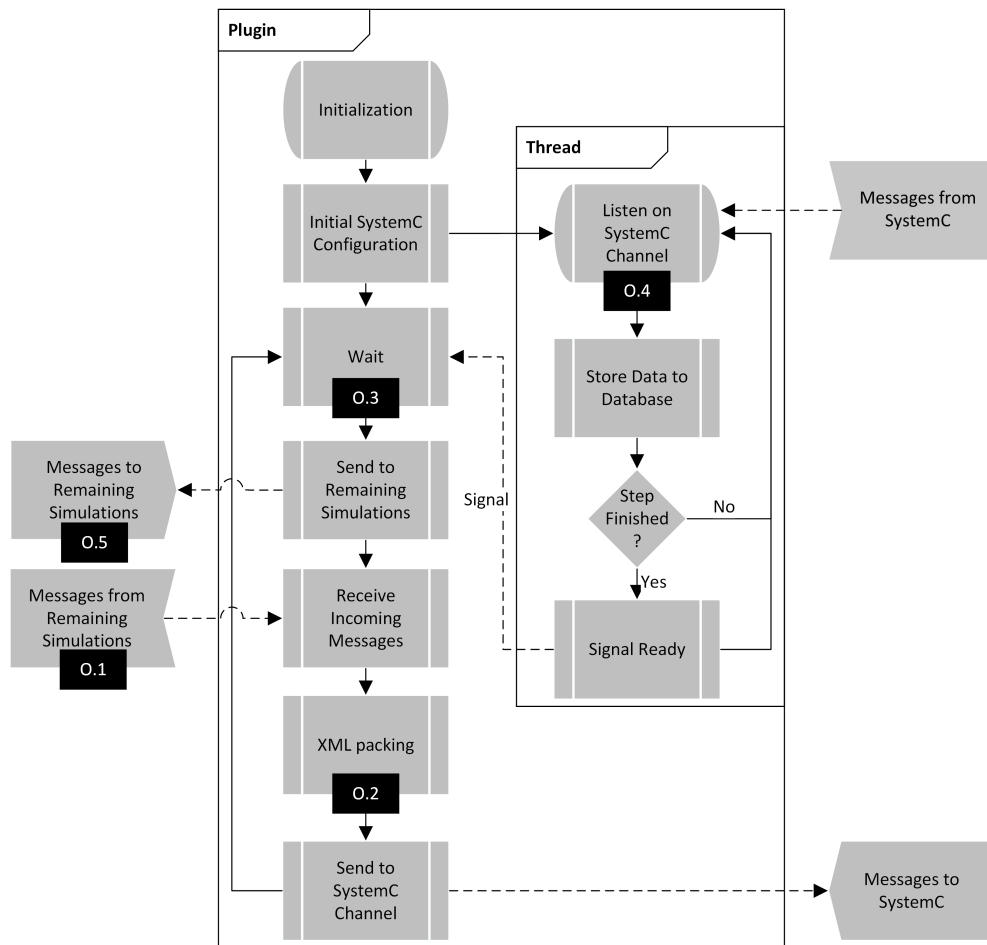 Plugin
Initialization
Thread
Initial SystemC
Configuration
Listen on
SystemC
Channel
O.4
Messages from
SystemC
Wait
O.3
Store Data to
Database
Messages to
Remaining
Simulations
O.5
Send to
Remaining
Simulations
Signal
Step
Finished
?
No
Yes
Messages from
Remaining
Simulations
O.1
Receive
Incoming
Messages
Signal Ready
XML packing
O.2
Send to
SystemC
Channel
Messages to
SystemC